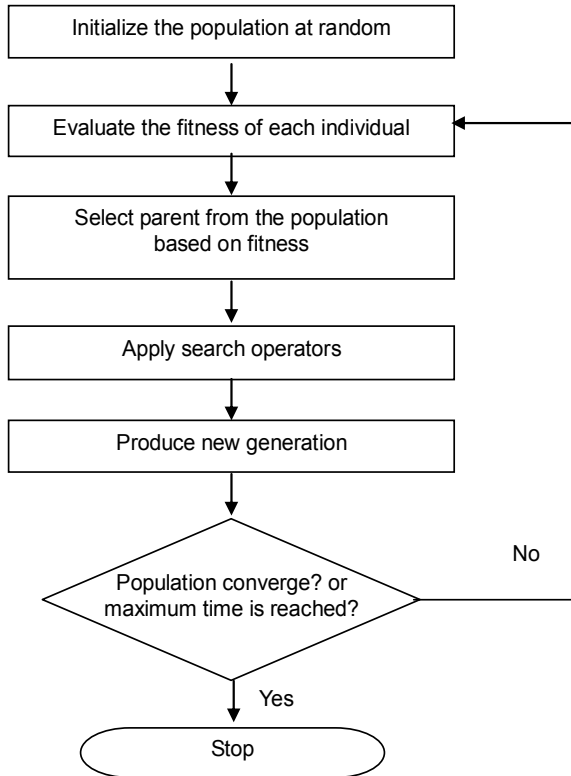 Initialize the population at random
Evaluate the fitness of each individual
Select parent from the population
based on fitness
Apply search operators
Produce new generation
Population converge? or
maximum time is reached?
No
Yes
Stop